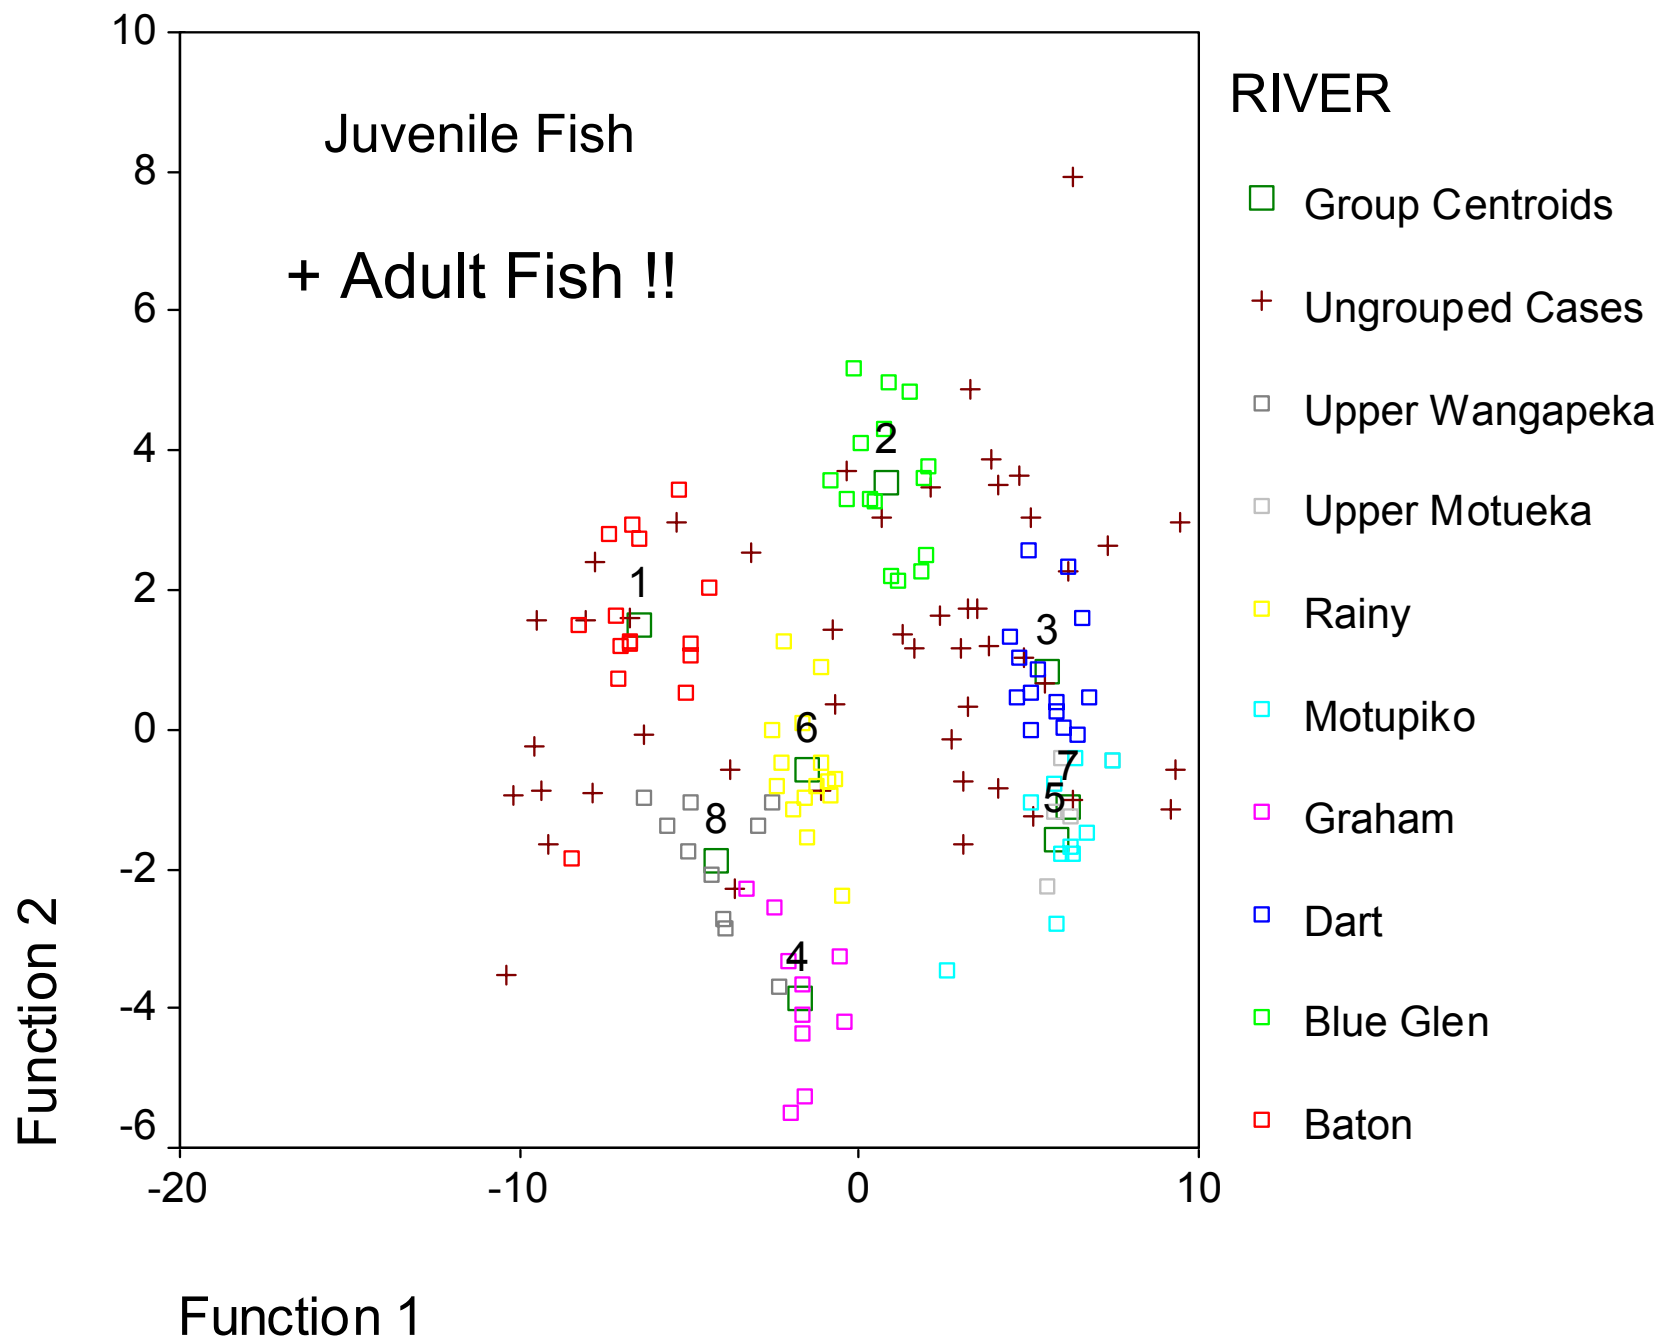 10
8
6
4
2
0
-2
-4
-6
-20
-10
0
10
Function 2
Function 1
Juvenile Fish
+ Adult Fish !!
1
2
3
4
5
6
7
8
RIVER
Group Centroids
Ungrouped Cases
Upper Wangapeka
Upper Motueka
Rainy
Motupiko
Graham
Dart
Blue Glen
Baton